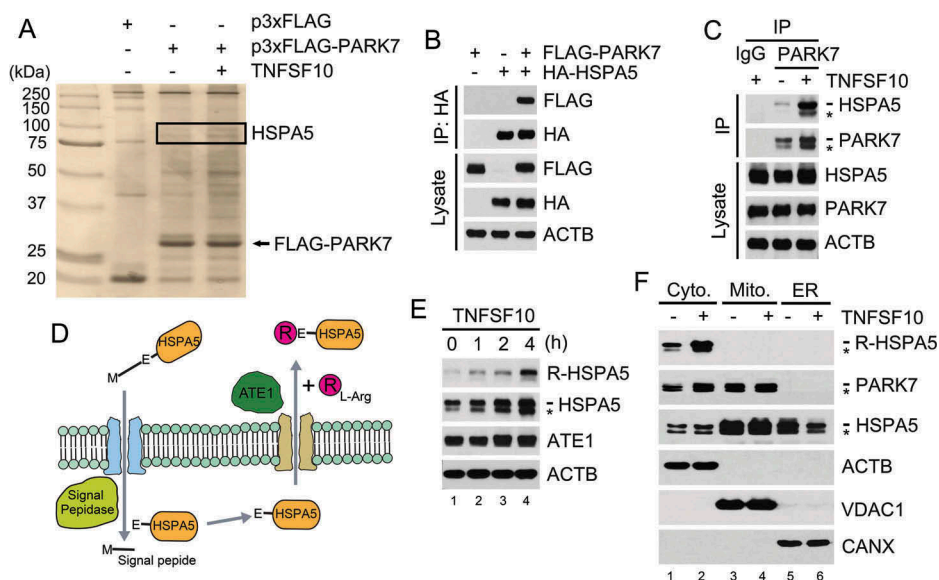 A
p3xFLAG + - -
p3xFLAG-PARK7 - + +
TNFSF10 - - +
(kDa)
250
150
100
75
50
37
25
20
HSPA5
FLAG-PARK7
B
+ - + FLAG-PARK7
- + + HA-HSPA5
IP: HA
FLAG
HA
Lysate
FLAG
HA
ACTB
C
IP
IgG PARK7
+ - + TNFSF10
IP
- HSPA5
*
- PARK7
*
Lysate
HSPA5
PARK7
ACTB
D
M E HSPA5
R E HSPA5
ATE1
+ R L-Arg
Signal
Pepidase
E HSPA5
E HSPA5
M
Signal pepide
E
TNFSF10
0 1 2 4 (h)
R-HSPA5
- HSPA5
*
ATE1
ACTB
1 2 3 4
F
Cyto. Mito. ER
- + - + - + TNFSF10
- R-HSPA5
*
- PARK7
*
- HSPA5
*
ACTB
VDAC1
CANX
1 2 3 4 5 6